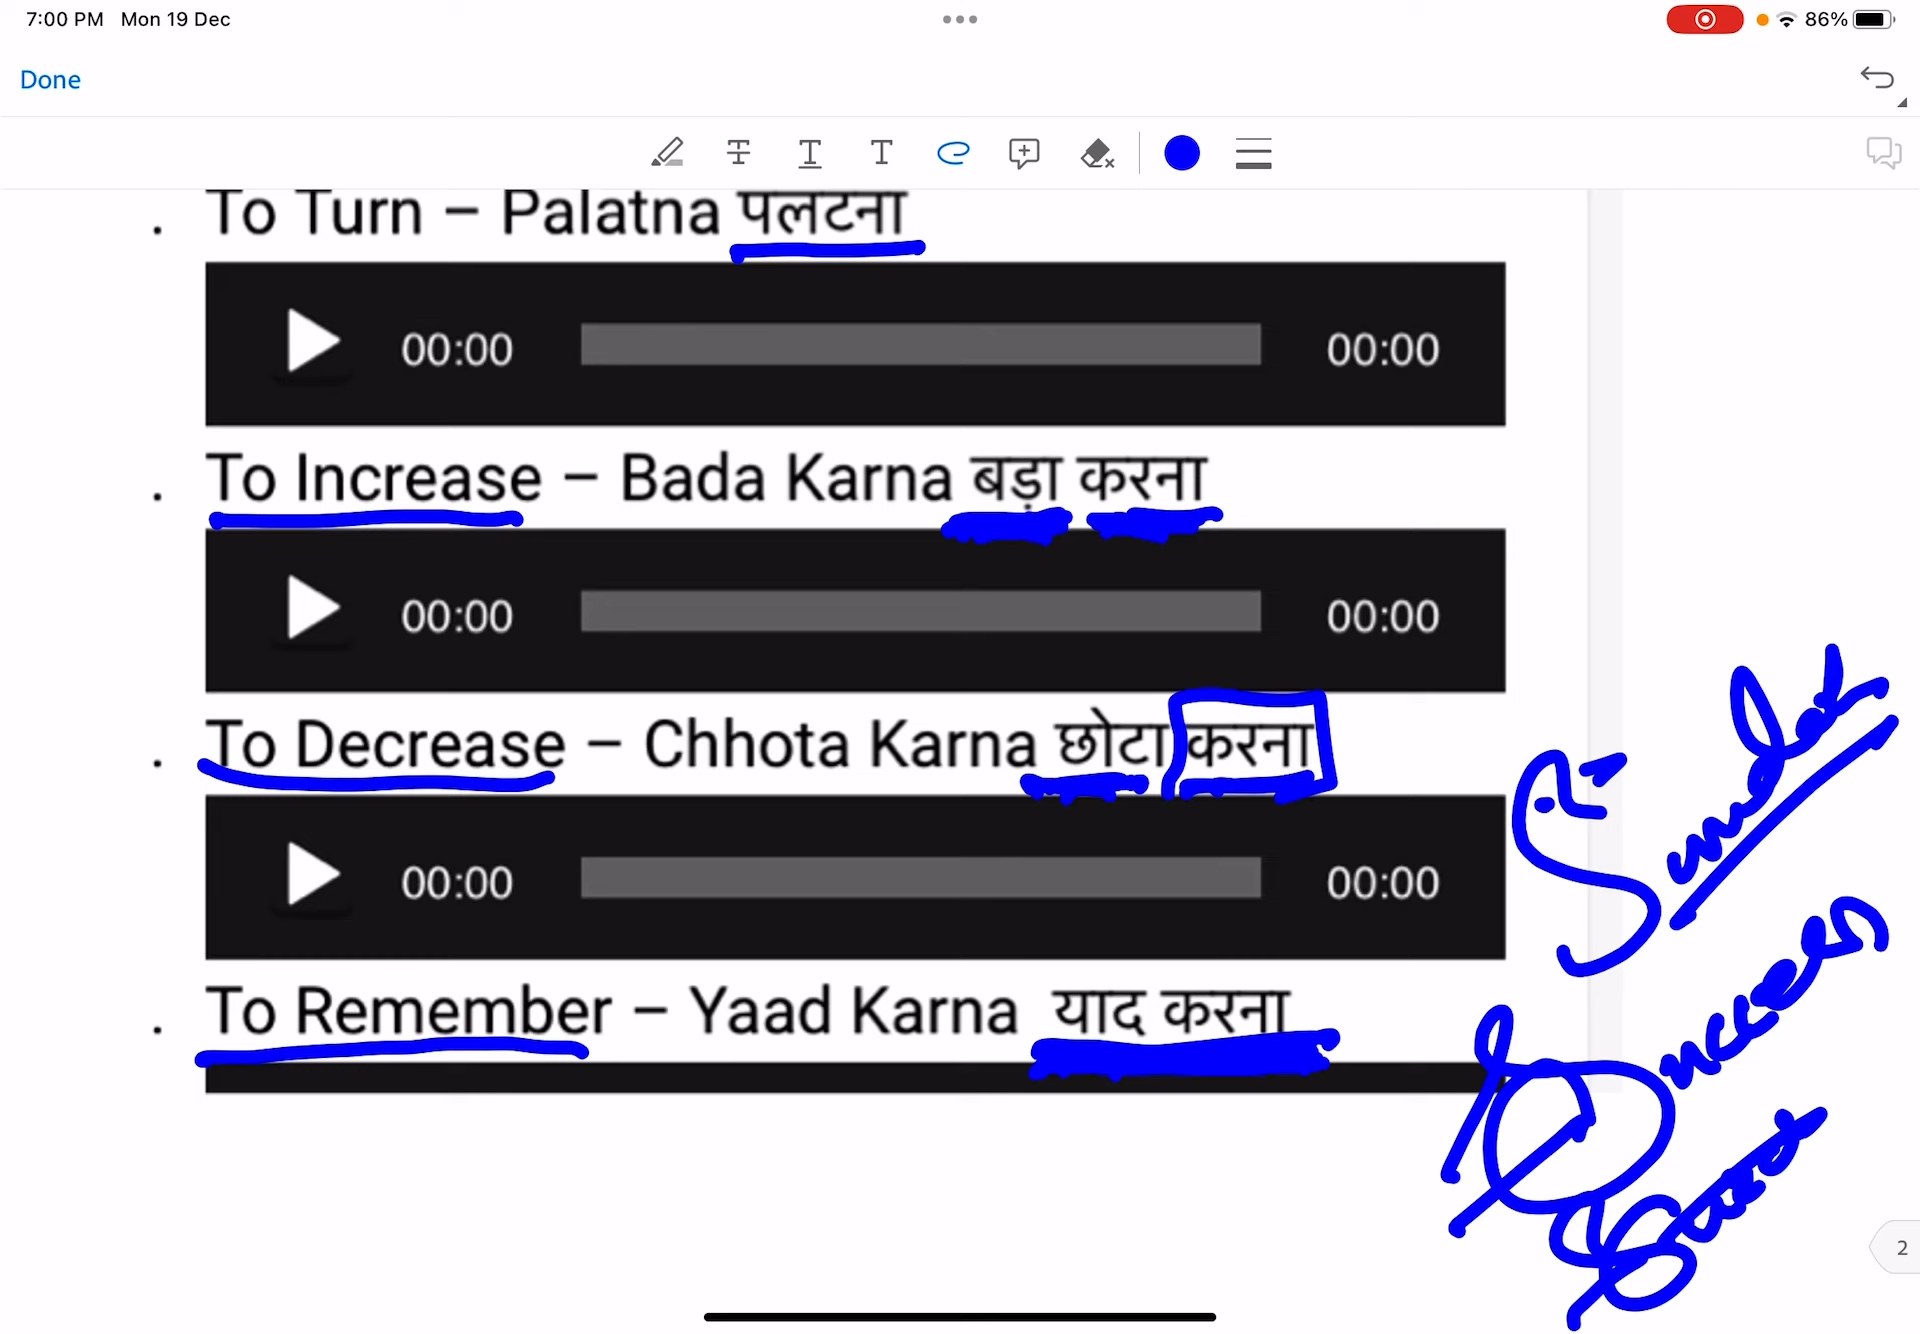 7:00 PM Mon 19 Dec
86%
Done
. To Turn – Palatna पलटना
00:00 00:00
. To Increase – Bada Karna बड़ा करना
00:00 00:00
. To Decrease – Chhota Karna छोटा करना
00:00 00:00
. To Remember – Yaad Karna याद करना
2